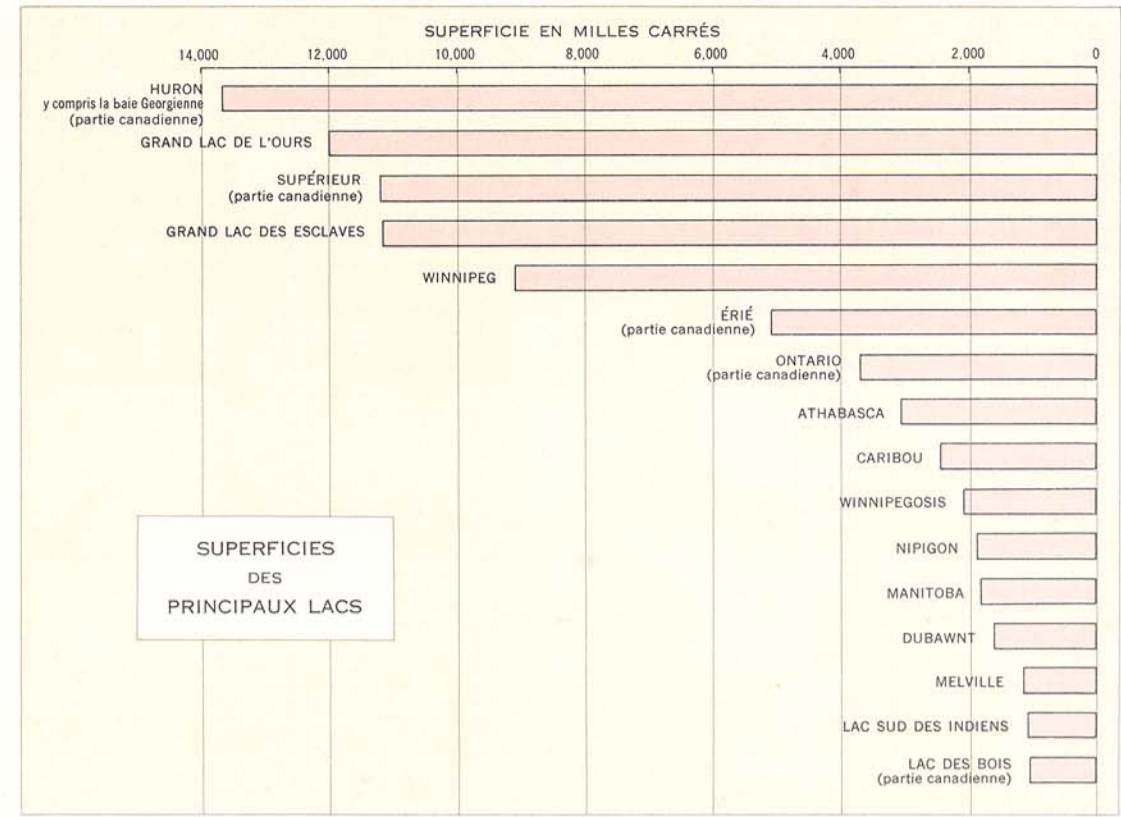 SUPERFICIE EN MILLES CARRÉS
14,000 12,000 10,000 8,000 6,000 4,000 2,000 0
HURON
y compris la baie Georgienne
(partie canadienne)
GRAND LAC DE L'OURS
SUPÉRIEUR
(partie canadienne)
GRAND LAC DES ESCLAVES
WINNIPEG
ÉRIÉ
(partie canadienne)
ONTARIO
(partie canadienne)
ATHABASCA
CARIBOU
WINNIPEGOSIS
NIPIGON
MANITOBA
DUBAWNT
MELVILLE
LAC SUD DES INDIENS
LAC DES BOIS
(partie canadienne)
SUPERFICIES
DES
PRINCIPAUX LACS